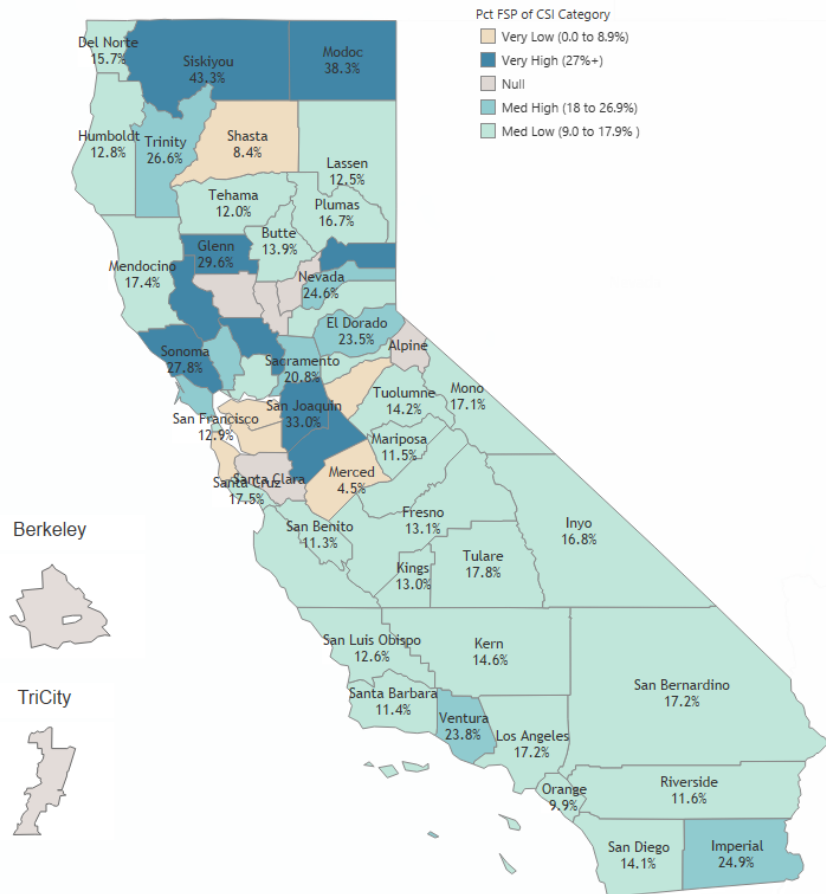 Pct FSP of CSI Category
Very Low (0.0 to 8.9%)
Very High (27%+)
Null
Med High (18 to 26.9%)
Med Low (9.0 to 17.9% )
Del Norte
15.7%
Siskiyou
43.3%
Modoc
38.3%
Humboldt
12.8%
Trinity
26.6%
Shasta
8.4%
Lassen
12.5%
Tehama
12.0%
Plumas
16.7%
Butte
13.9%
Glenn
29.6%
Mendocino
17.4%
Nevada
24.6%
El Dorado
23.5%
Alpine
Sonoma
27.8%
Sacramento
20.8%
Mono
17.1%
Tuolumne
14.2%
San Francisco
12.9%
San Joaquin
33.0%
Mariposa
11.5%
Santa Clara
Santa Cruz
17.5%
Merced
4.5%
Fresno
13.1%
San Benito
11.3%
Inyo
16.8%
Berkeley
Kings
13.0%
Tulare
17.8%
San Luis Obispo
12.6%
Kern
14.6%
TriCity
Santa Barbara
11.4%
Ventura
23.8%
Los Angeles
17.2%
San Bernardino
17.2%
Orange
9.9%
Riverside
11.6%
San Diego
14.1%
Imperial
24.9%